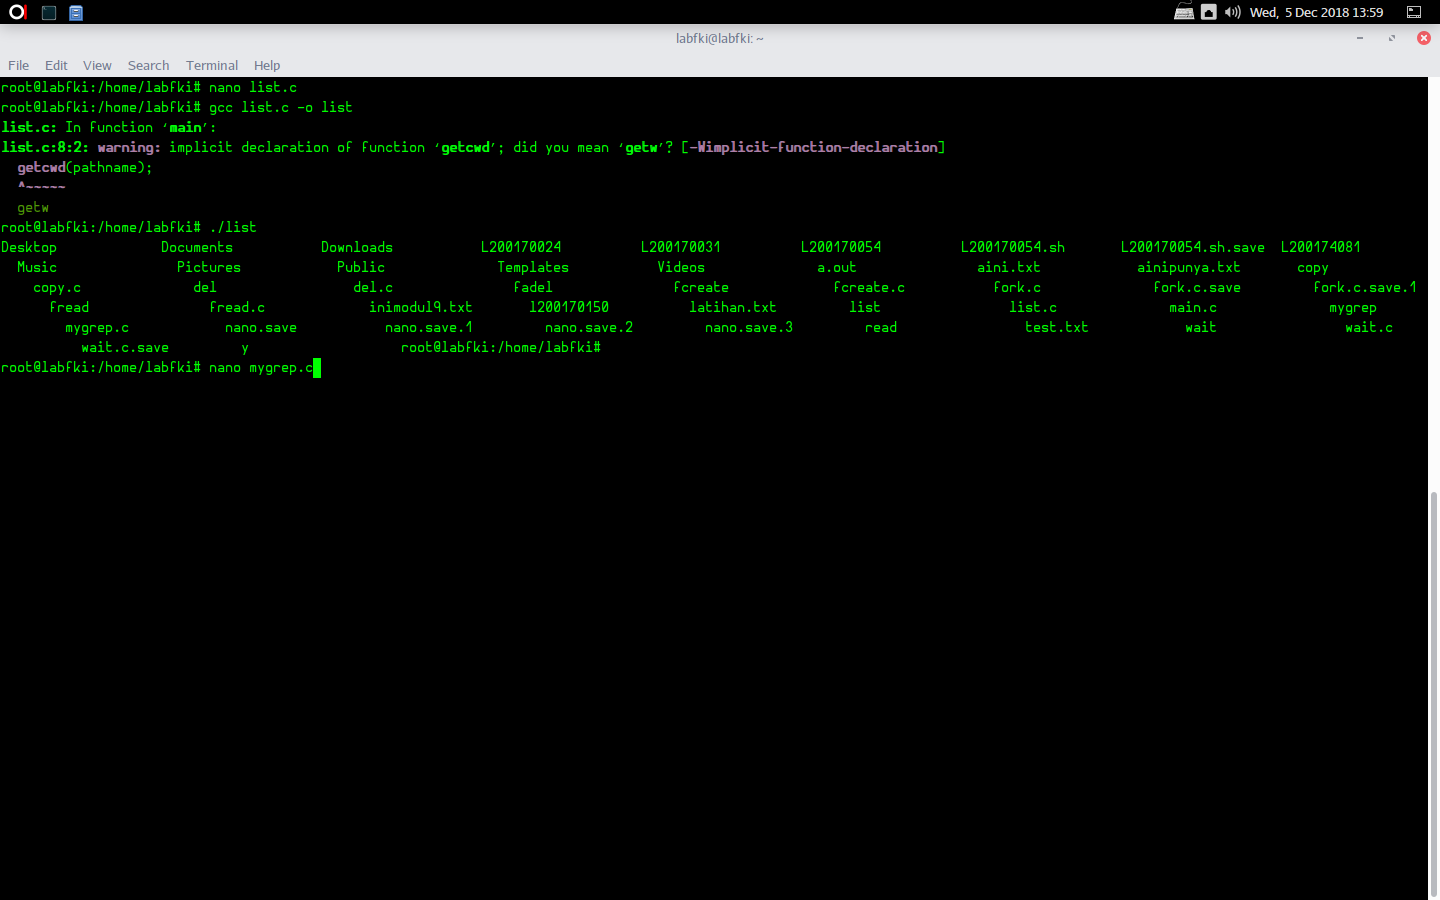 Wed, 5 Dec 2018 13:59
labfki@labfki: ~
File Edit View Search Terminal Help
root@labfki:/home/labfki# nano list.c
root@labfki:/home/labfki# gcc list.c -o list
list.c: In function ‘main’:
list.c:8:2: warning: implicit declaration of function ‘getcwd’; did you mean ‘getw’? [-Wimplicit-function-declaration]
  getcwd(pathname);
  ^~~~~~
  getw
root@labfki:/home/labfki# ./list
Desktop Documents Downloads L200170024 L200170031 L200170054 L200170054.sh L200170054.sh.save L200174081
Music Pictures Public Templates Videos a.out aini.txt ainipunya.txt copy
copy.c del del.c fadel fcreate fcreate.c fork.c fork.c.save fork.c.save.1
fread fread.c inimodul9.txt l200170150 latihan.txt list list.c main.c mygrep
mygrep.c nano.save nano.save.1 nano.save.2 nano.save.3 read test.txt wait wait.c
wait.c.save y root@labfki:/home/labfki#
root@labfki:/home/labfki# nano mygrep.c